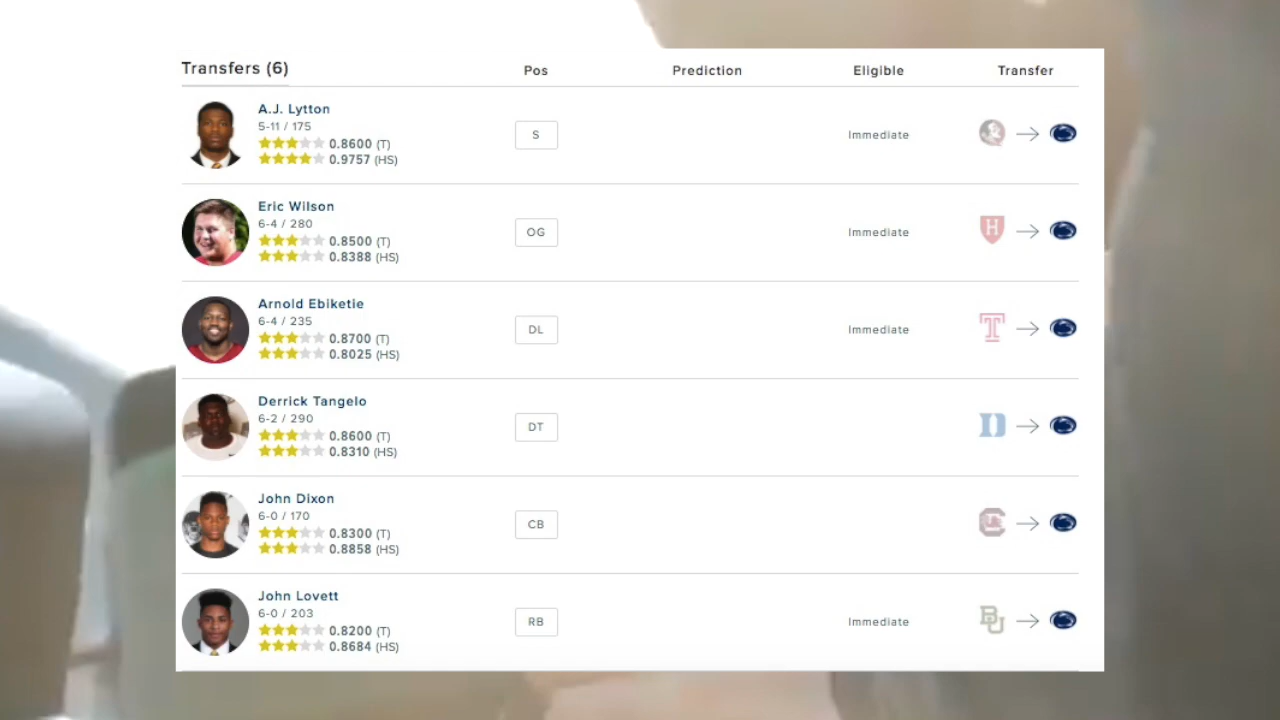 Transfers (6) Pos Prediction Eligible Transfer
A.J. Lytton
5-11 / 175
0.8600 (T)
0.9757 (HS)
S
Immediate
Eric Wilson
6-4 / 280
0.8500 (T)
0.8388 (HS)
OG
Immediate
H
Arnold Ebiketie
6-4 / 235
0.8700 (T)
0.8025 (HS)
DL
Immediate
T
Derrick Tangelo
6-2 / 290
0.8600 (T)
0.8310 (HS)
DT
D
John Dixon
6-0 / 170
0.8300 (T)
0.8858 (HS)
CB
C
John Lovett
6-0 / 203
0.8200 (T)
0.8684 (HS)
RB
Immediate
BU